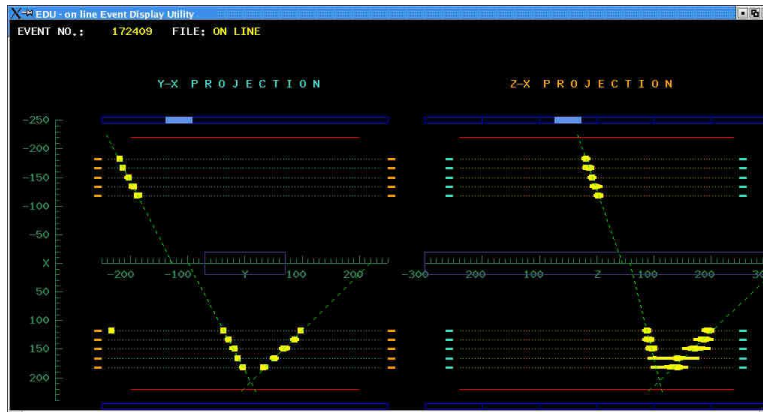 EDU - on line Event Display Utility
EVENT NO.: 172409 FILE: ON LINE
Y-X PROJECTION Z-X PROJECTION
-250
-200
-150
-100
-50
X -200 -100 Y 100 200 -300 200 100 Z 100 200 30
50
100
150
200